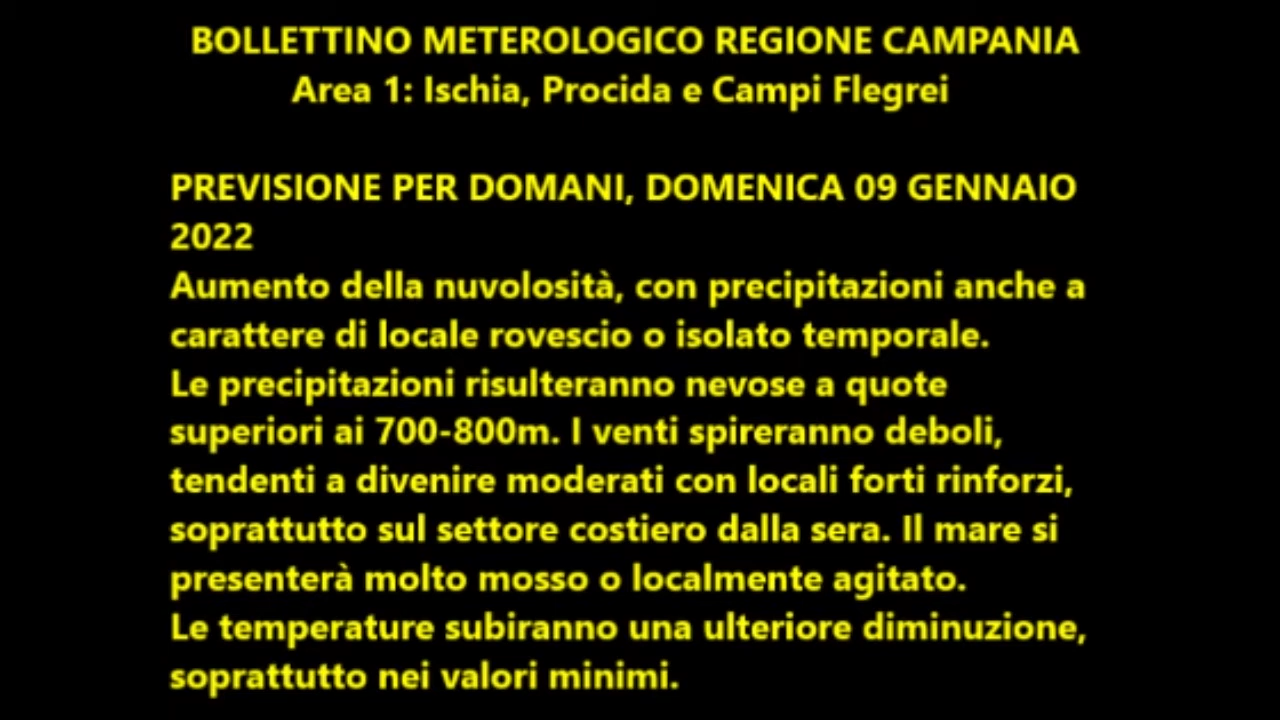 BOLLETTINO METEROLOGICO REGIONE CAMPANIA
Area 1: Ischia, Procida e Campi Flegrei
PREVISIONE PER DOMANI, DOMENICA 09 GENNAIO
2022
Aumento della nuvolosità, con precipitazioni anche a
carattere di locale rovescio o isolato temporale.
Le precipitazioni risulteranno nevose a quote
superiori ai 700-800m. I venti spireranno deboli,
tendenti a divenire moderati con locali forti rinforzi,
soprattutto sul settore costiero dalla sera. Il mare si
presenterà molto mosso o localmente agitato.
Le temperature subiranno una ulteriore diminuzione,
soprattutto nei valori minimi.